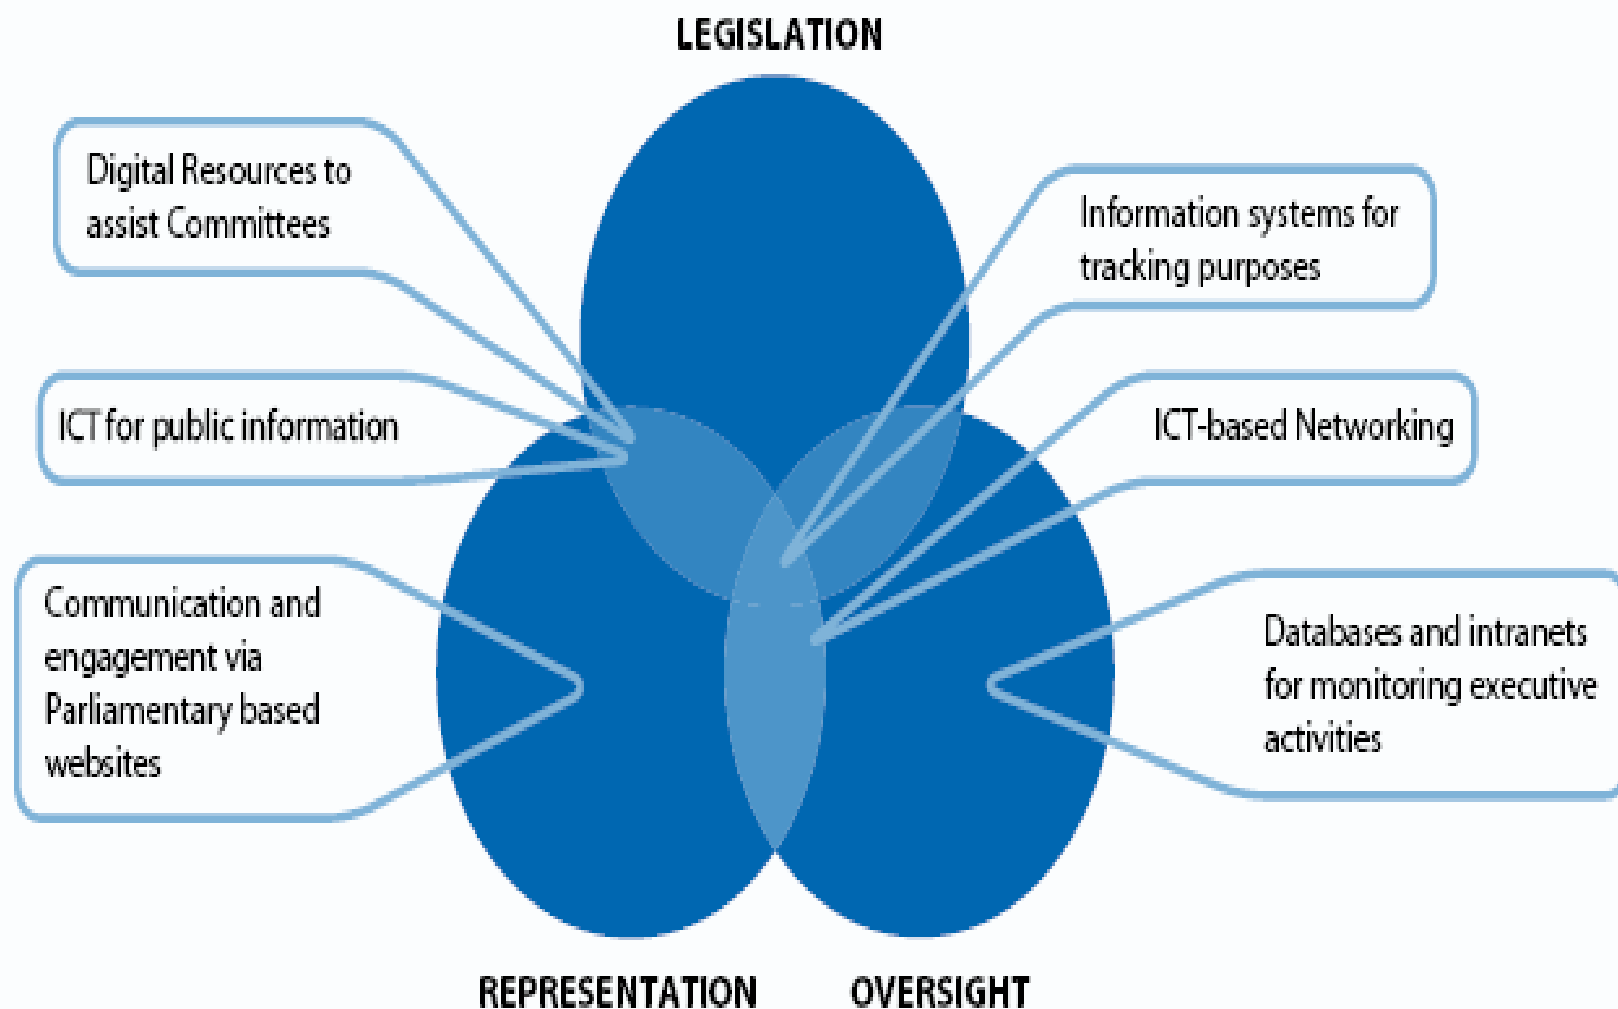 LEGISLATION
Digital Resources to
assist Committees
Information systems for
tracking purposes
ICT for public information
ICT-based Networking
Communication and
engagement via
Parliamentary based
websites
Databases and intranets
for monitoring executive
activities
REPRESENTATION
OVERSIGHT